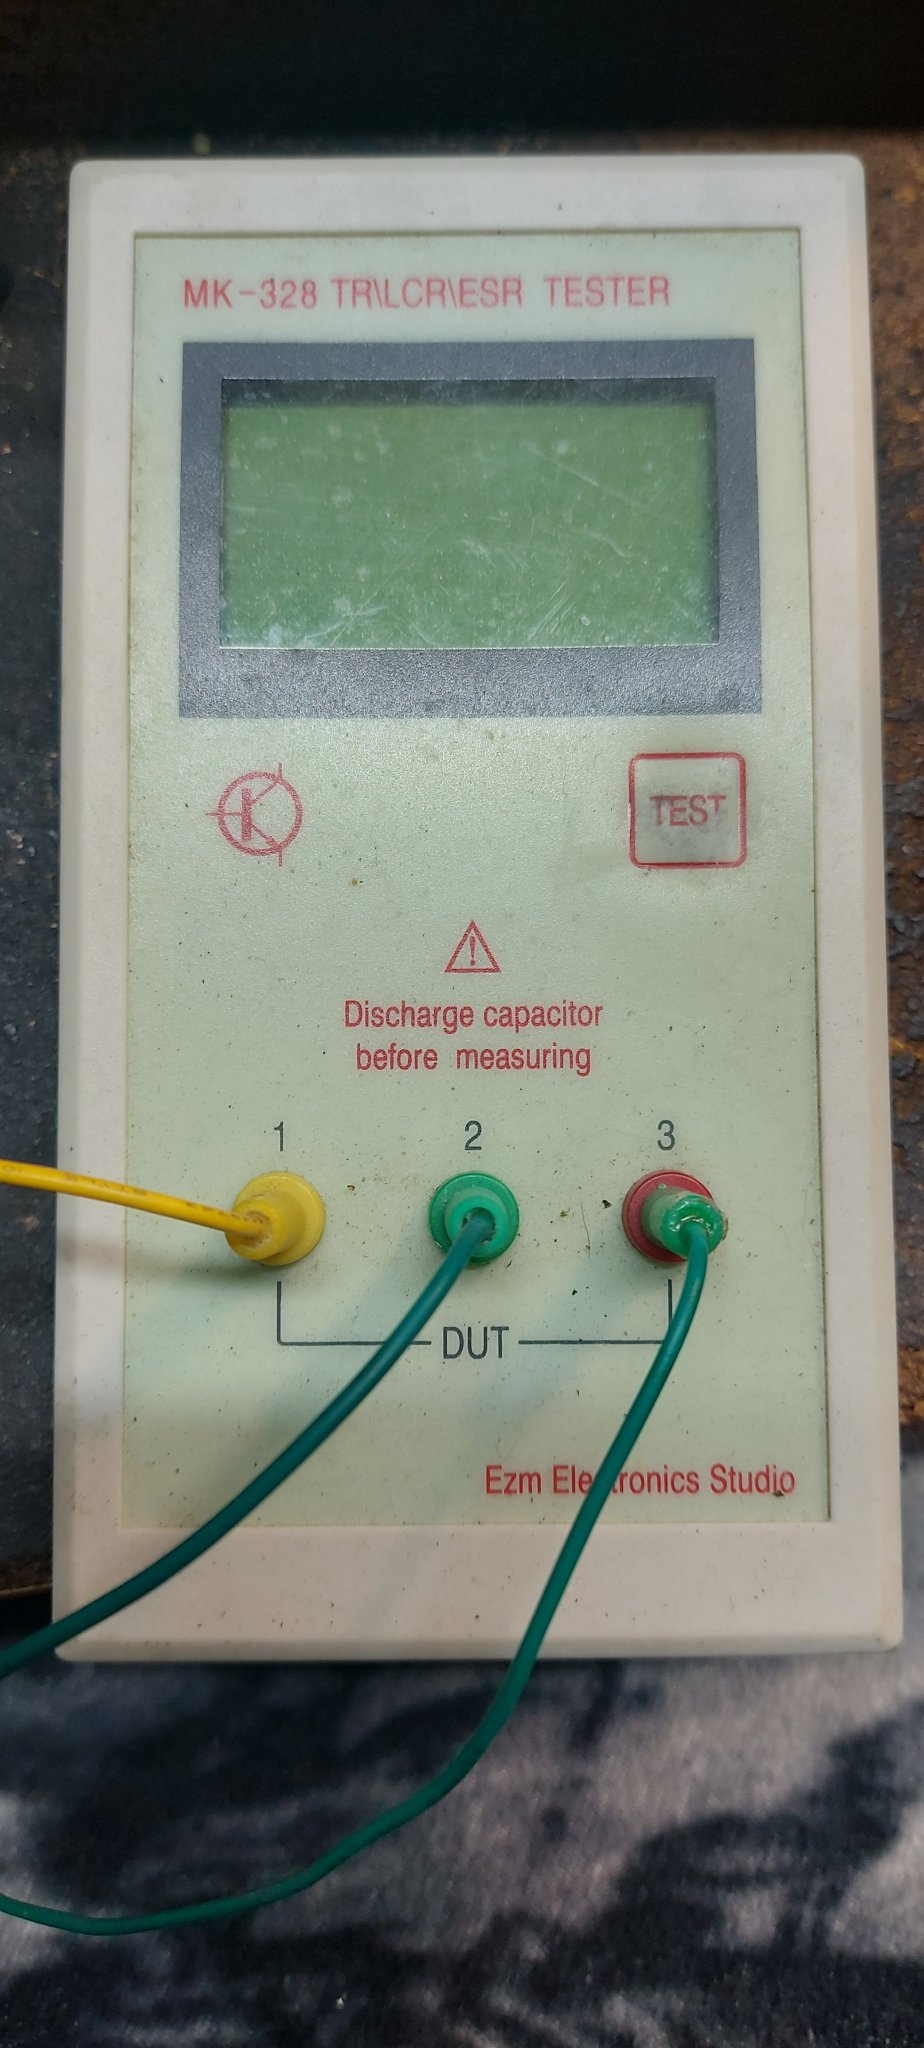 MK-328 TR\LCR\ESR TESTER
TEST
Discharge capacitor
before measuring
1 2 3
DUT
Ezm Electronics Studio